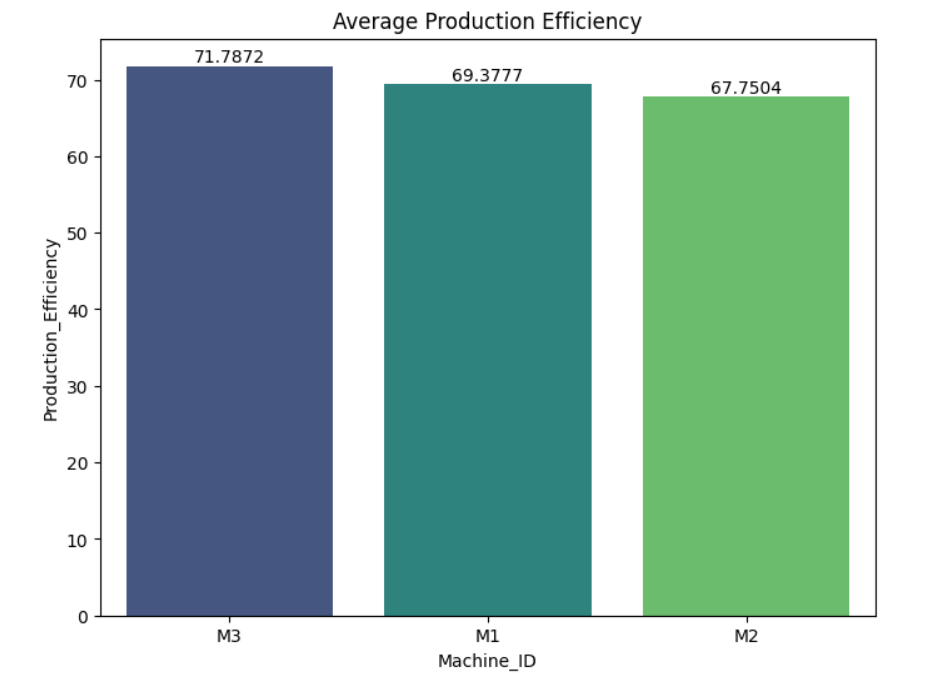 Average Production Efficiency
71.7872
69.3777
67.7504
Production_Efficiency
70
60
50
40
30
20
10
0
M3 M1 M2
Machine_ID